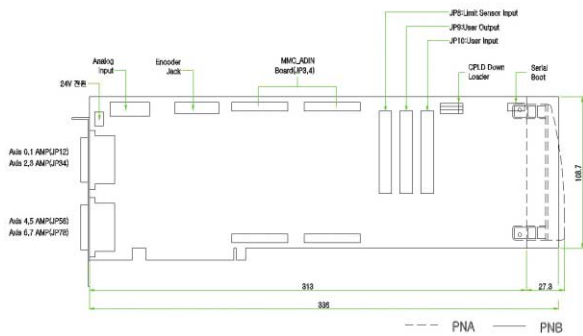 JP8:Limit Sensor Input
JP9:User Output
JP10:User Input
Analog
Input
Encoder
Jack
MMC_ADIN
Board(JP3,4)
CPLD Down
Loader
Serial
Boot
24V 전원
Axis 0,1 AMP(JP12)
Axis 2,3 AMP(JP34)
Axis 4,5 AMP(JP56)
Axis 6,7 AMP(JP78)
108.7
313
27.3
336
PNA
PNB